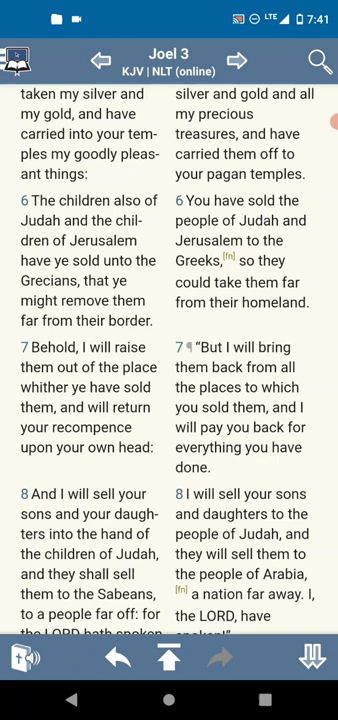 LTE 7:41
Joel 3
KJV | NLT (online)
taken my silver and
my gold, and have
carried into your tem-
ples my goodly pleas-
ant things:
6 The children also of
Judah and the chil-
dren of Jerusalem
have ye sold unto the
Grecians, that ye
might remove them
far from their border.
7 Behold, I will raise
them out of the place
whither ye have sold
them, and will return
your recompence
upon your own head:
8 And I will sell your
sons and your daugh-
ters into the hand of
the children of Judah,
and they shall sell
them to the Sabeans,
to a people far off: for
the LORD hath spoken
silver and gold and all
my precious
treasures, and have
carried them off to
your pagan temples.
6 You have sold the
people of Judah and
Jerusalem to the
Greeks,[fn] so they
could take them far
from their homeland.
7 ¶ “But I will bring
them back from all
the places to which
you sold them, and I
will pay you back for
everything you have
done.
8 I will sell your sons
and daughters to the
people of Judah, and
they will sell them to
the people of Arabia,
[fn] a nation far away. I,
the LORD, have
spoken!”